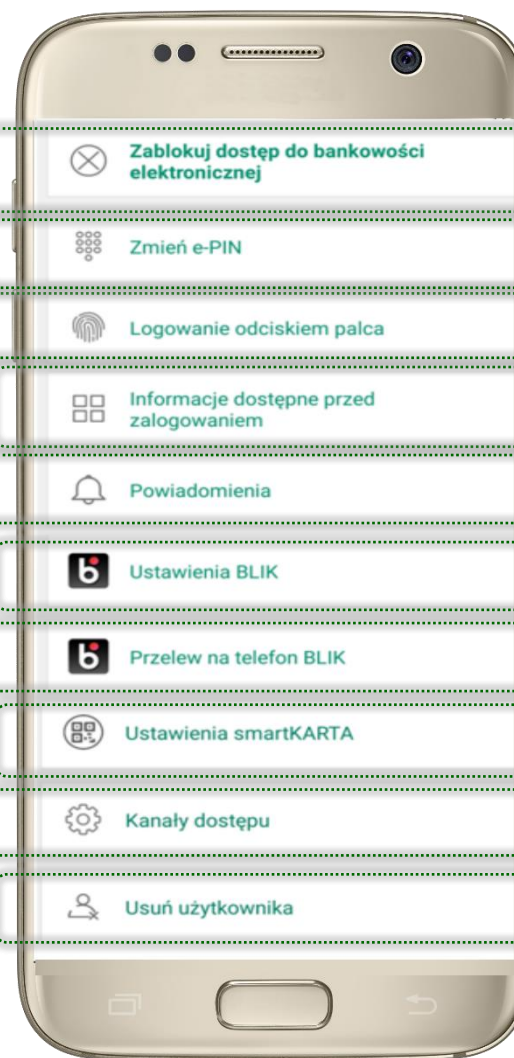 Zablokuj dostęp do bankowości
elektronicznej
Zmień e-PIN
Logowanie odciskiem palca
Informacje dostępne przed
zalogowaniem
Powiadomienia
Ustawienia BLIK
Przelew na telefon BLIK
Ustawienia smartKARTA
Kanały dostępu
Usuń użytkownika